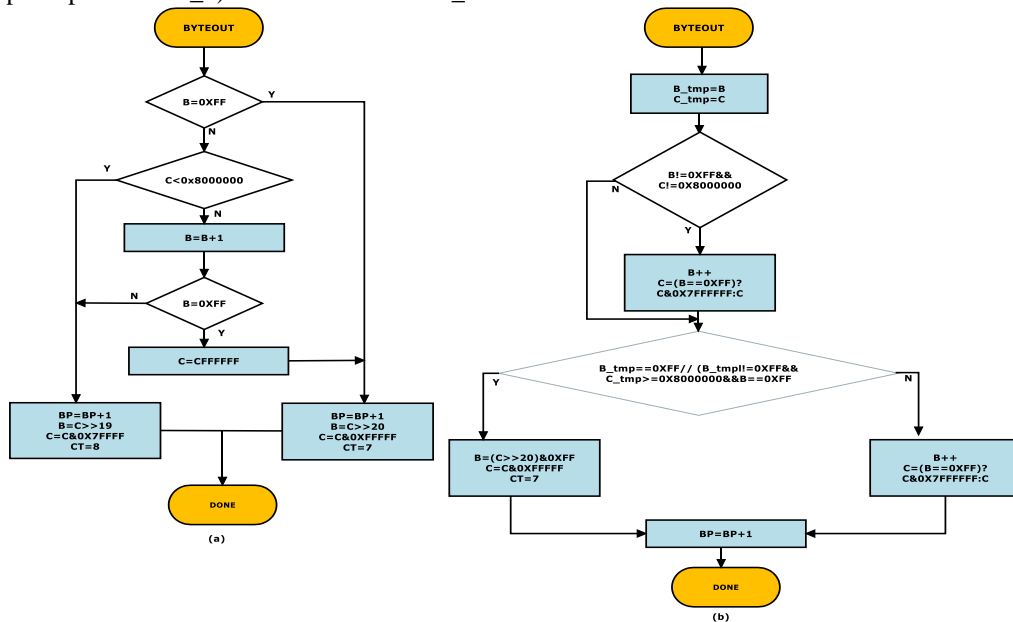 BYTEOUT
B=0XFF
Y
N
C<0x8000000
Y
N
B=B+1
B=0XFF
N
Y
C=CFFFFFF
BP=BP+1
B=C>>19
C=C&0X7FFFF
CT=8
BP=BP+1
B=C>>20
C=C&0XFFFFF
CT=7
DONE
(a)
BYTEOUT
B_tmp=B
C_tmp=C
B!=0XFF&&
C!=0X8000000
N
Y
B++
C=(B==0XFF)?
C&0X7FFFFFF:C
B_tmp==0XFF// (B_tmpl!=0XFF&&
C_tmp>=0X8000000&&B==0XFF
Y
N
B=(C>>20)&0XFF
C=C&0XFFFFF
CT=7
B++
C=(B==0XFF)?
C&0X7FFFFFF:C
BP=BP+1
DONE
(b)